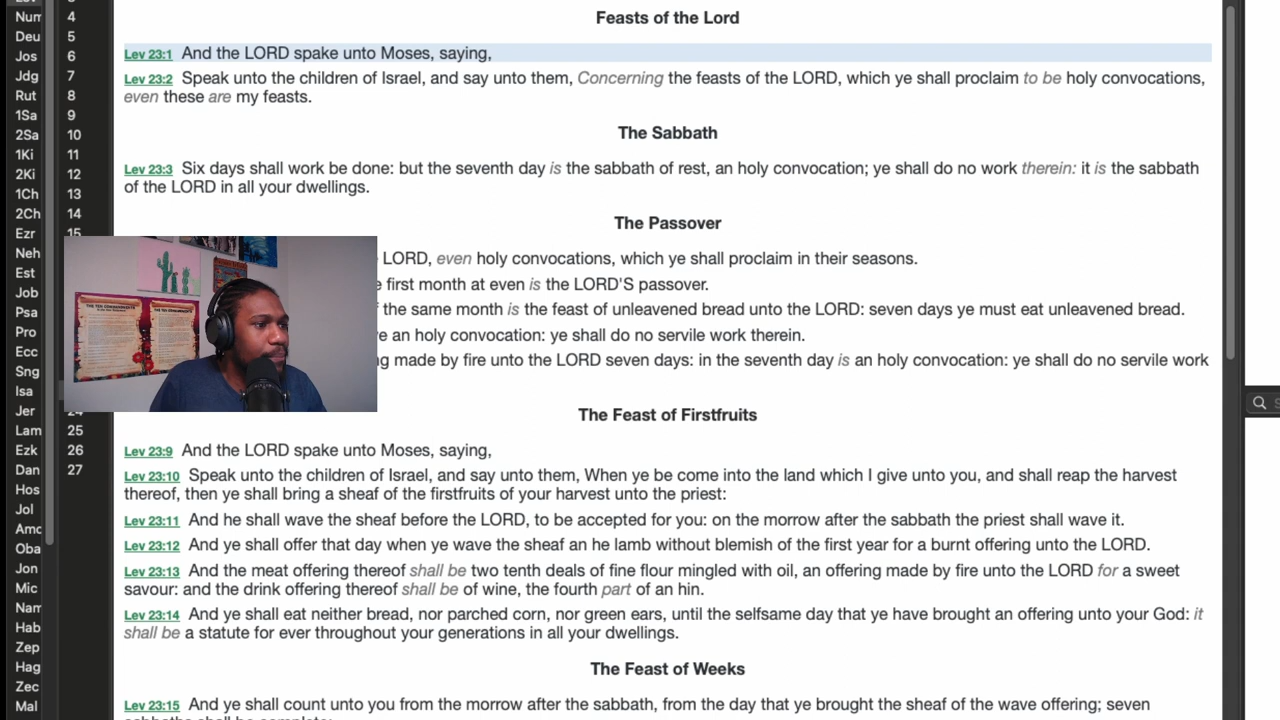 Num
Deu
Jos
Jdg
Rut
1Sa
2Sa
1Ki
2Ki
1Ch
2Ch
Ezr
Neh
Est
Job
Psa
Pro
Ecc
Sng
Isa
Jer
Lam
Ezk
Dan
Hos
Jol
Amo
Oba
Jon
Mic
Nam
Hab
Zep
Hag
Zec
Mal
4
5
6
7
8
9
10
11
12
13
14
15
25
26
27
Feasts of the Lord
Lev 23:1 And the LORD spake unto Moses, saying,
Lev 23:2 Speak unto the children of Israel, and say unto them, Concerning the feasts of the LORD, which ye shall proclaim to be holy convocations,
even these are my feasts.
The Sabbath
Lev 23:3 Six days shall work be done: but the seventh day is the sabbath of rest, an holy convocation; ye shall do no work therein: it is the sabbath
of the LORD in all your dwellings.
The Passover
LORD, even holy convocations, which ye shall proclaim in their seasons.
first month at even is the LORD'S passover.
the same month is the feast of unleavened bread unto the LORD: seven days ye must eat unleavened bread.
an holy convocation: ye shall do no servile work therein.
made by fire unto the LORD seven days: in the seventh day is an holy convocation: ye shall do no servile work
The Feast of Firstfruits
Lev 23:9 And the LORD spake unto Moses, saying,
Lev 23:10 Speak unto the children of Israel, and say unto them, When ye be come into the land which I give unto you, and shall reap the harvest
thereof, then ye shall bring a sheaf of the firstfruits of your harvest unto the priest:
Lev 23:11 And he shall wave the sheaf before the LORD, to be accepted for you: on the morrow after the sabbath the priest shall wave it.
Lev 23:12 And ye shall offer that day when ye wave the sheaf an he lamb without blemish of the first year for a burnt offering unto the LORD.
Lev 23:13 And the meat offering thereof shall be two tenth deals of fine flour mingled with oil, an offering made by fire unto the LORD for a sweet
savour: and the drink offering thereof shall be of wine, the fourth part of an hin.
Lev 23:14 And ye shall eat neither bread, nor parched corn, nor green ears, until the selfsame day that ye have brought an offering unto your God: it
shall be a statute for ever throughout your generations in all your dwellings.
The Feast of Weeks
Lev 23:15 And ye shall count unto you from the morrow after the sabbath, from the day that ye brought the sheaf of the wave offering; seven